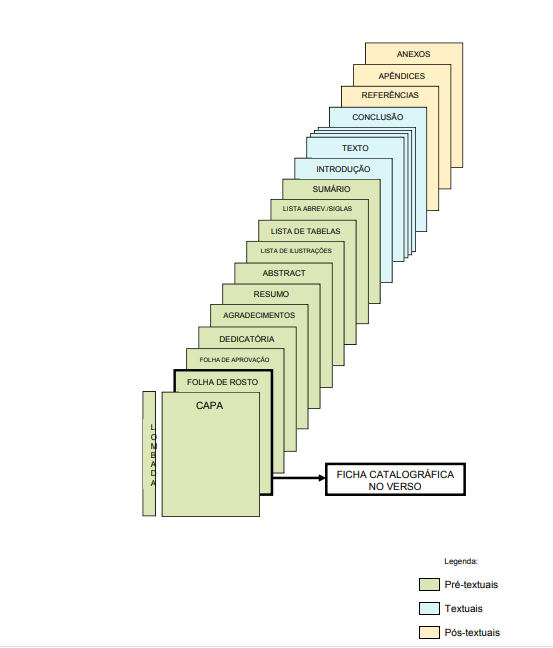 ANEXOS
APÊNDICES
REFERÊNCIAS
CONCLUSÃO
TEXTO
INTRODUÇÃO
SUMÁRIO
LISTA ABREV./SIGLAS
LISTA DE TABELAS
LISTA DE ILUSTRAÇÕES
ABSTRACT
RESUMO
AGRADECIMENTOS
DEDICATÓRIA
FOLHA DE APROVAÇÃO
FOLHA DE ROSTO
CAPA
LOMBADA
FICHA CATALOGRÁFICA
NO VERSO
Legenda:
Pré-textuais
Textuais
Pós-textuais